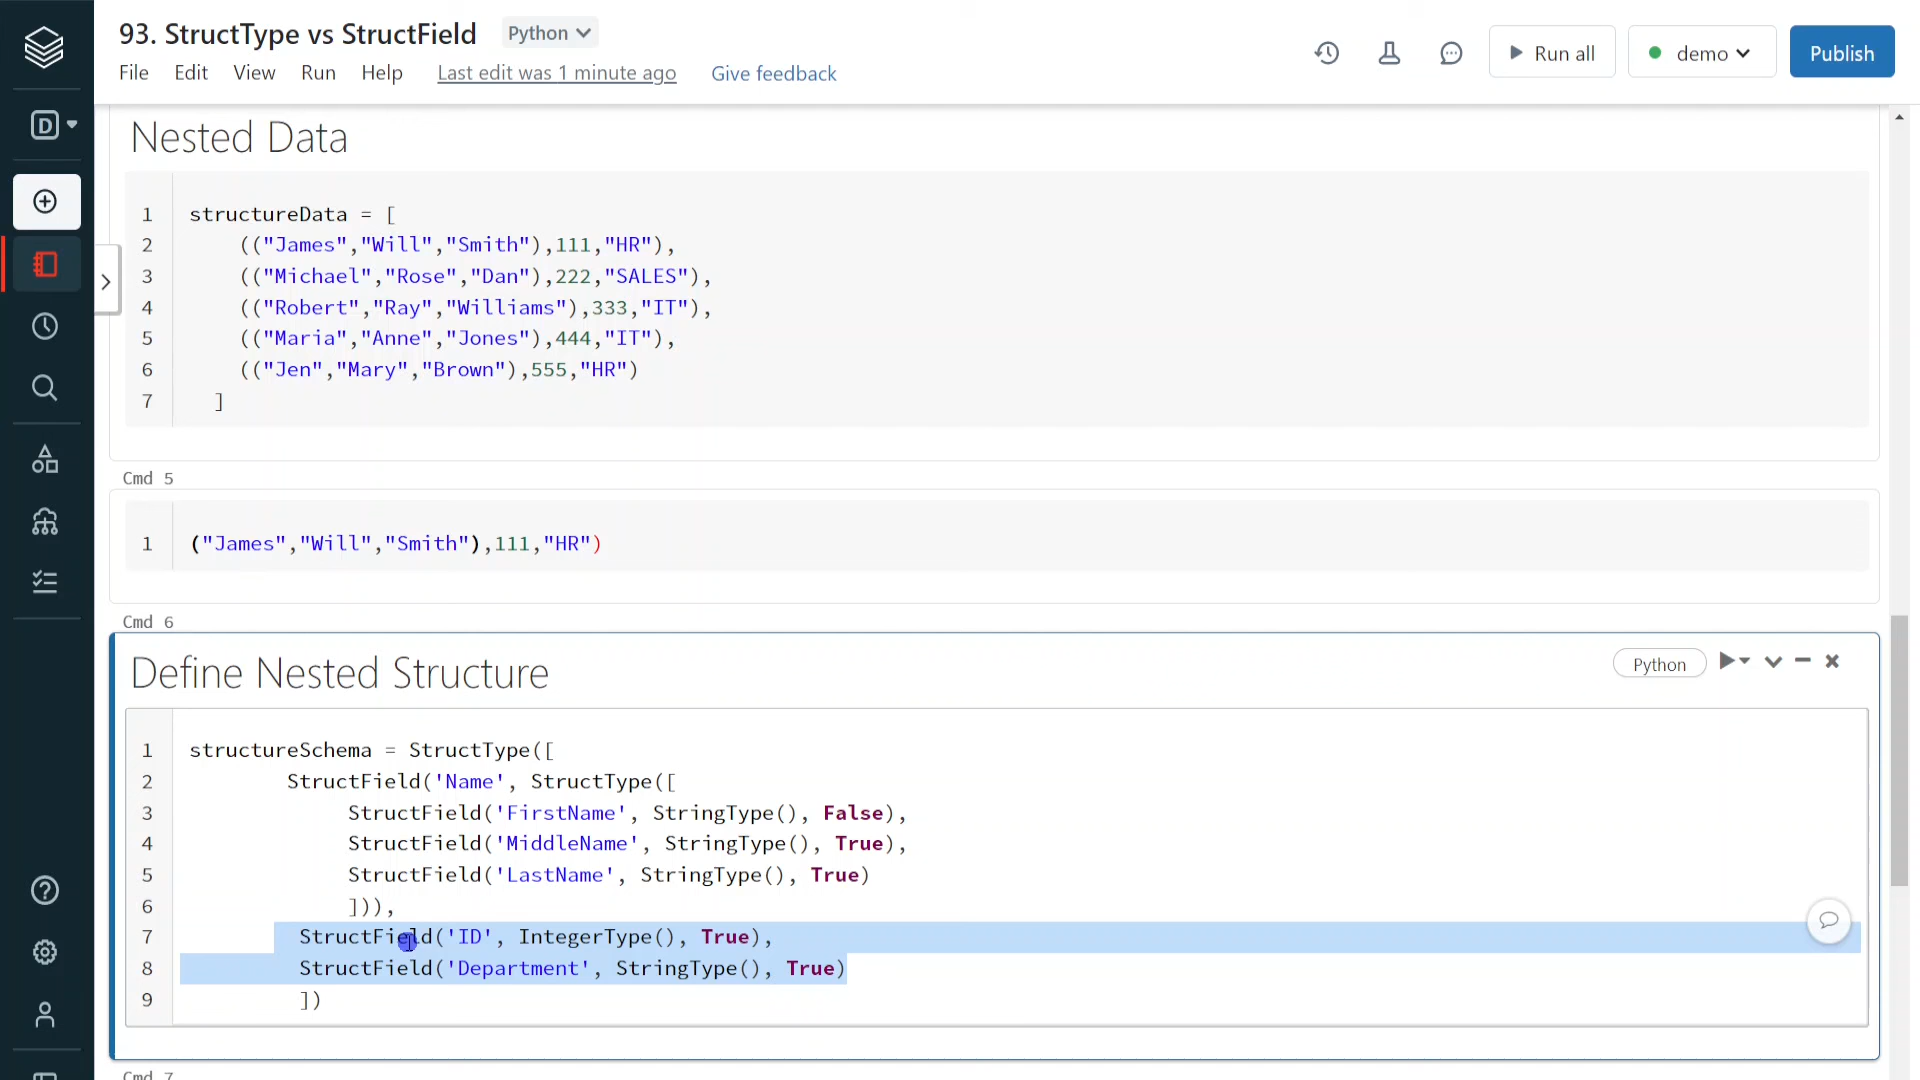 93. StructType vs StructField
Python
File Edit View Run Help Last edit was 1 minute ago Give feedback
Run all
demo
Publish
D
Nested Data
1 structureData = [
2 (("James","Will","Smith"),111,"HR"),
3 (("Michael","Rose","Dan"),222,"SALES"),
4 (("Robert","Ray","Williams"),333,"IT"),
5 (("Maria","Anne","Jones"),444,"IT"),
6 (("Jen","Mary","Brown"),555,"HR")
7 ]
Cmd 5
1 ("James","Will","Smith"),111,"HR")
Cmd 6
Define Nested Structure
Python
1 structureSchema = StructType([
2 StructField('Name', StructType([
3 StructField('FirstName', StringType(), False),
4 StructField('MiddleName', StringType(), True),
5 StructField('LastName', StringType(), True)
6 ])),
7 StructField('ID', IntegerType(), True),
8 StructField('Department', StringType(), True)
9 ])
Cmd 7